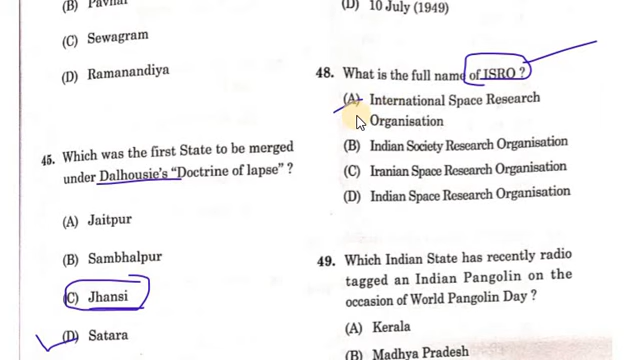 (B) Pavnar
(C) Sewagram
(D) Ramanandiya
45. Which was the first State to be merged
under Dalhousie's "Doctrine of lapse" ?
(A) Jaitpur
(B) Sambhalpur
(C) Jhansi
(D) Satara
(D) 10 July (1949)
48. What is the full name of ISRO ?
(A) International Space Research
Organisation
(B) Indian Society Research Organisation
(C) Iranian Space Research Organisation
(D) Indian Space Research Organisation
49. Which Indian State has recently radio
tagged an Indian Pangolin on the
occasion of World Pangolin Day ?
(A) Kerala
(B) Madhya Pradesh